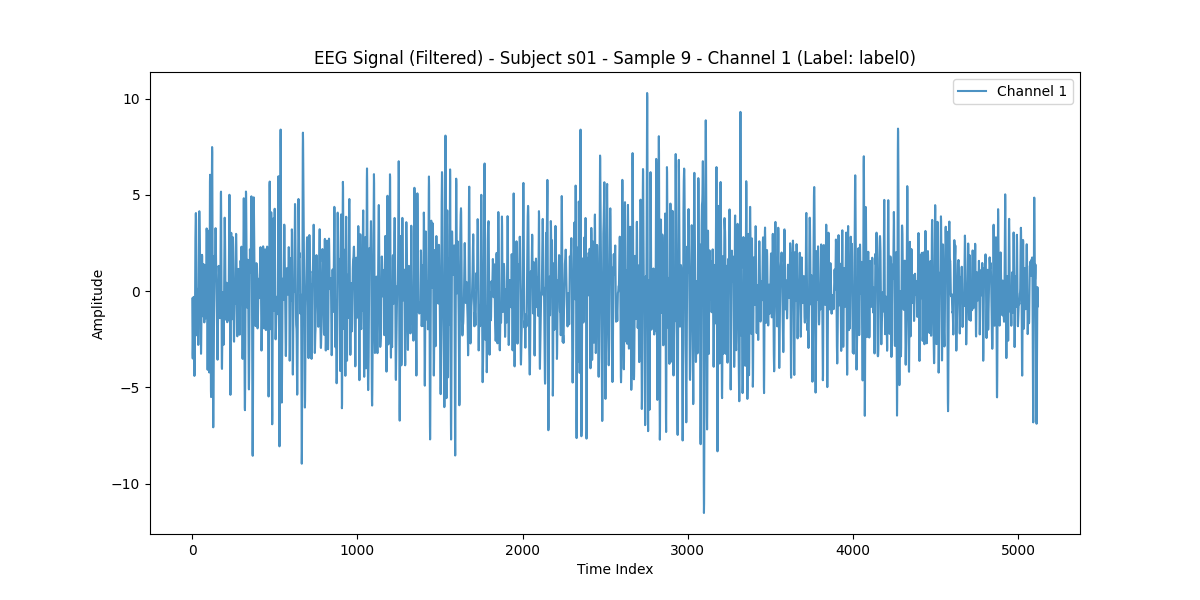 EEG Signal (Filtered) - Subject s01 - Sample 9 - Channel 1 (Label: label0)
Channel 1
Amplitude
10
5
0
−5
−10
0 1000 2000 3000 4000 5000
Time Index